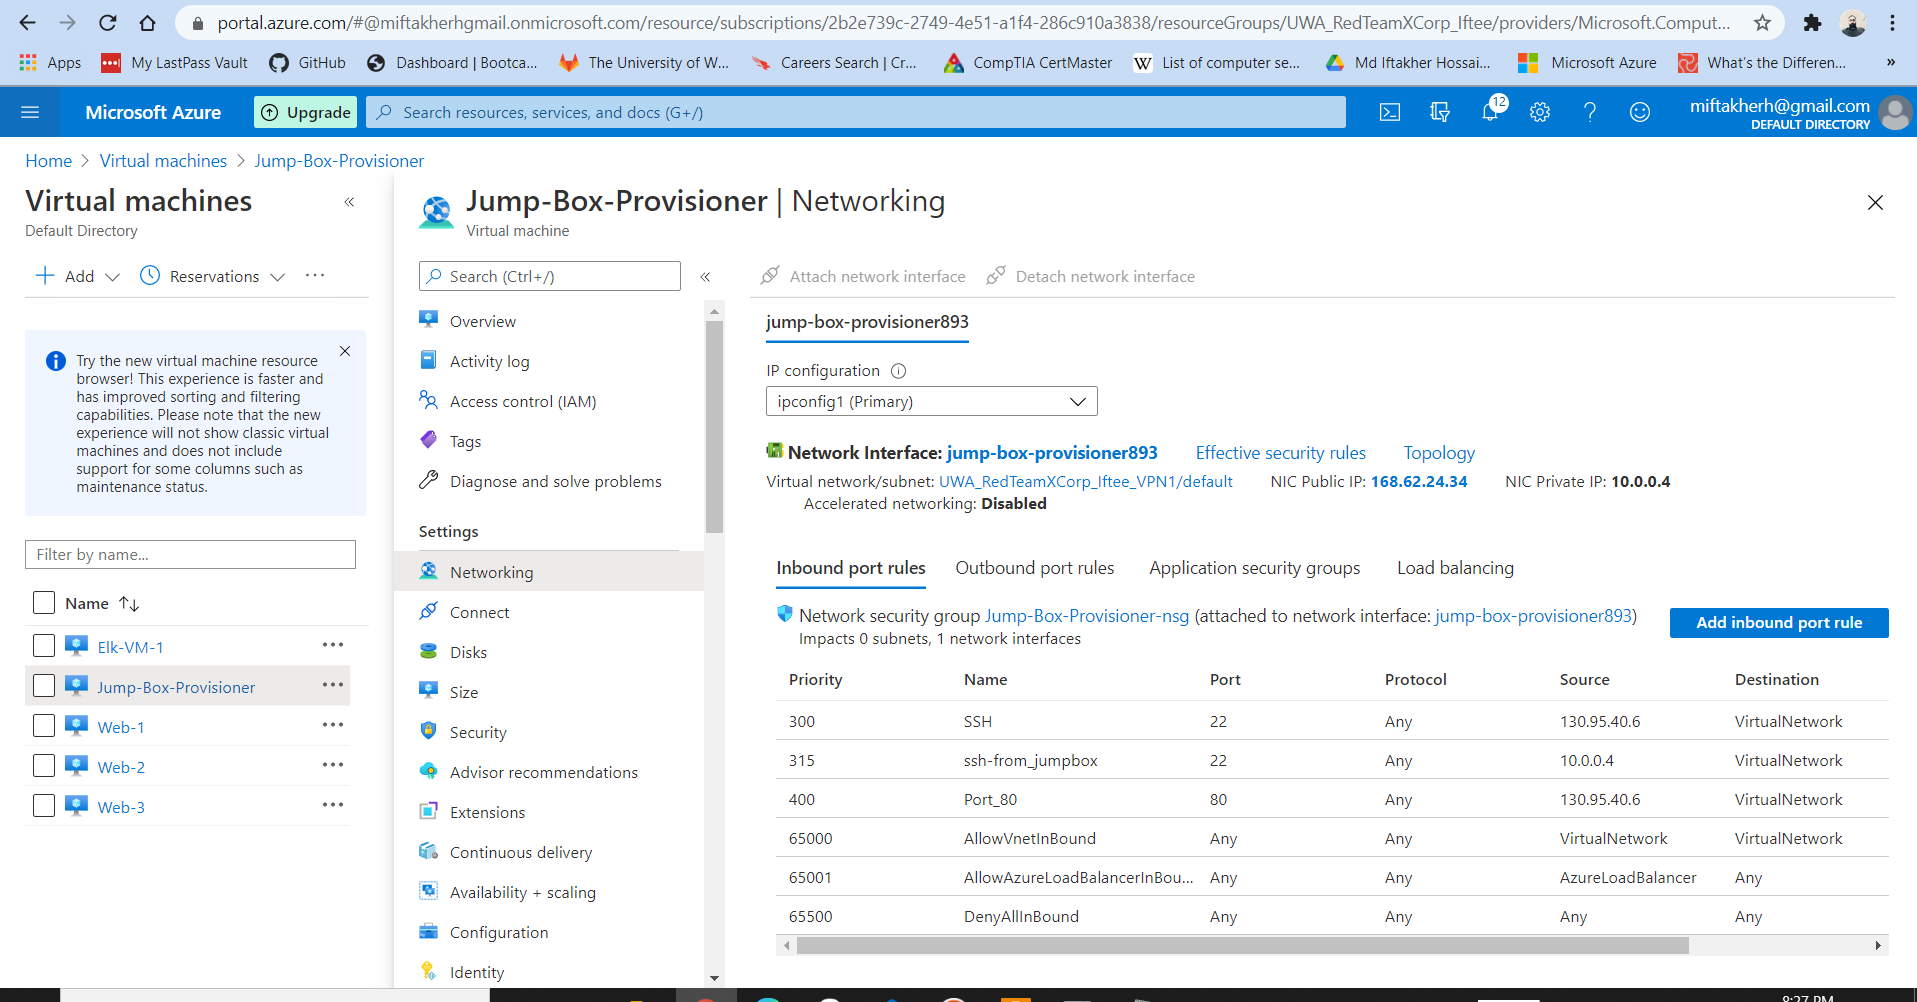 portal.azure.com/#@miftakherhgmail.onmicrosoft.com/resource/subscriptions/2b2e739c-2749-4e51-a1f4-286c910a3838/resourceGroups/UWA_RedTeamXCorp_Iftee/providers/Microsoft.Comput...
Apps My LastPass Vault GitHub Dashboard | Bootca... The University of W... Careers Search | Cr... CompTIA CertMaster W List of computer se... Md Iftakher Hossai... Microsoft Azure What's the Differen... »
Microsoft Azure Upgrade Search resources, services, and docs (G+/) 12 miftakherh@gmail.com
DEFAULT DIRECTORY
Home > Virtual machines > Jump-Box-Provisioner
Virtual machines «
Default Directory
Add Reservations ...
Try the new virtual machine resource
browser! This experience is faster and
has improved sorting and filtering
capabilities. Please note that the new
experience will not show classic virtual
machines and does not include
support for some columns such as
maintenance status.
Filter by name...
Name ↑↓
Elk-VM-1 ...
Jump-Box-Provisioner ...
Web-1 ...
Web-2 ...
Web-3 ...
Jump-Box-Provisioner | Networking
Virtual machine
Search (Ctrl+/) «
Overview
Activity log
Access control (IAM)
Tags
Diagnose and solve problems
Settings
Networking
Connect
Disks
Size
Security
Advisor recommendations
Extensions
Continuous delivery
Availability + scaling
Configuration
Identity
Attach network interface Detach network interface
jump-box-provisioner893
IP configuration
ipconfig1 (Primary)
Network Interface: jump-box-provisioner893 Effective security rules Topology
Virtual network/subnet: UWA_RedTeamXCorp_Iftee_VPN1/default NIC Public IP: 168.62.24.34 NIC Private IP: 10.0.0.4
Accelerated networking: Disabled
Inbound port rules Outbound port rules Application security groups Load balancing
Network security group Jump-Box-Provisioner-nsg (attached to network interface: jump-box-provisioner893)
Impacts 0 subnets, 1 network interfaces
Add inbound port rule
Priority Name Port Protocol Source Destination
300 SSH 22 Any 130.95.40.6 VirtualNetwork
315 ssh-from_jumpbox 22 Any 10.0.0.4 VirtualNetwork
400 Port_80 80 Any 130.95.40.6 VirtualNetwork
65000 AllowVnetInBound Any Any VirtualNetwork VirtualNetwork
65001 AllowAzureLoadBalancerInBou... Any Any AzureLoadBalancer Any
65500 DenyAllInBound Any Any Any Any
8:27 PM